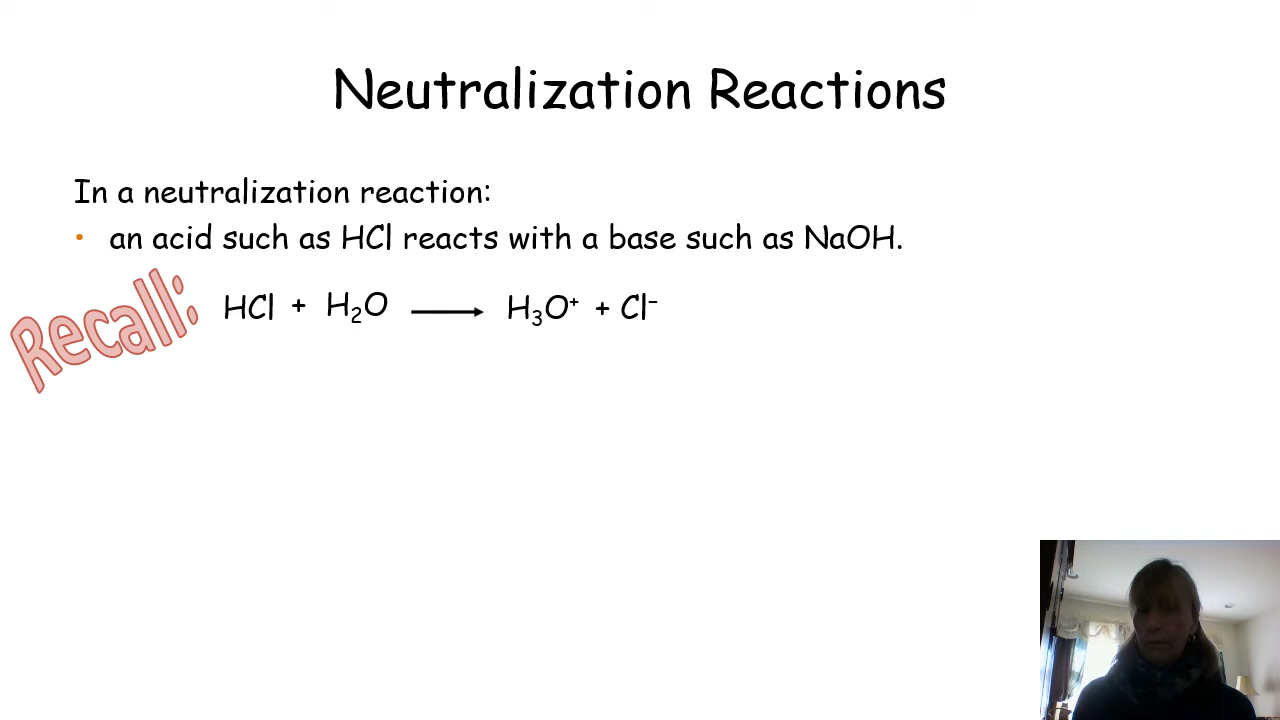 Neutralization Reactions
In a neutralization reaction:
• an acid such as HCl reacts with a base such as NaOH.
Recall: HCl + H₂O ⟶ H₃O⁺ + Cl⁻